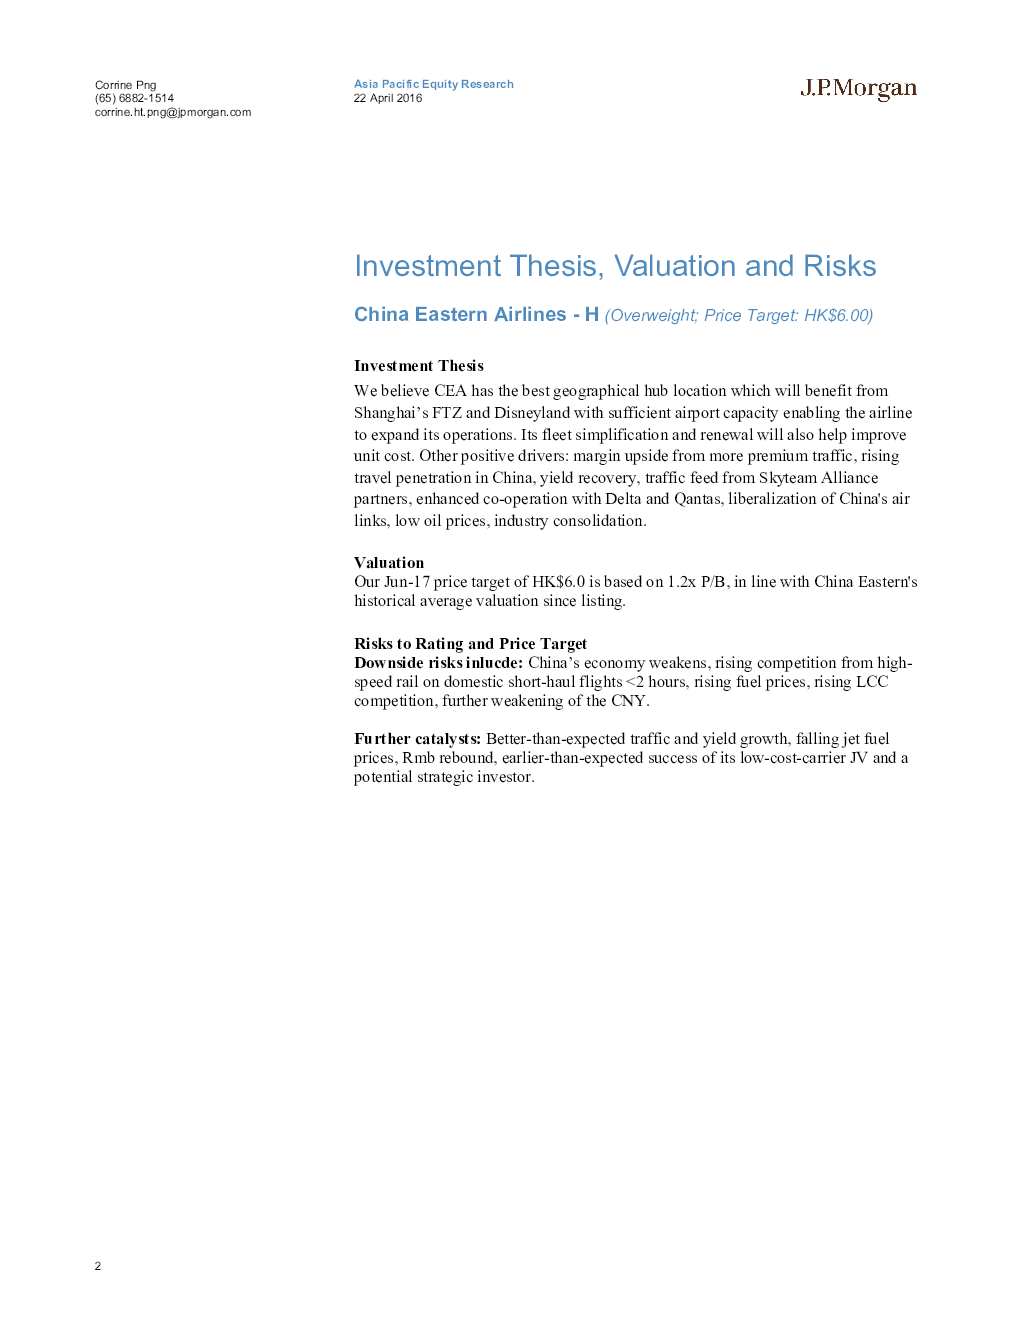 Corrine Png
(65) 6882-1514
corrine.ht.png@jpmorgan.com
Asia Pacific Equity Research
22 April 2016
J.P.Morgan
Investment Thesis, Valuation and Risks
China Eastern Airlines - H (Overweight; Price Target: HK$6.00)
Investment Thesis
We believe CEA has the best geographical hub location which will benefit from
Shanghai’s FTZ and Disneyland with sufficient airport capacity enabling the airline
to expand its operations. Its fleet simplification and renewal will also help improve
unit cost. Other positive drivers: margin upside from more premium traffic, rising
travel penetration in China, yield recovery, traffic feed from Skyteam Alliance
partners, enhanced co-operation with Delta and Qantas, liberalization of China's air
links, low oil prices, industry consolidation.
Valuation
Our Jun-17 price target of HK$6.0 is based on 1.2x P/B, in line with China Eastern's
historical average valuation since listing.
Risks to Rating and Price Target
Downside risks inlucde: China’s economy weakens, rising competition from high-
speed rail on domestic short-haul flights <2 hours, rising fuel prices, rising LCC
competition, further weakening of the CNY.
Further catalysts: Better-than-expected traffic and yield growth, falling jet fuel
prices, Rmb rebound, earlier-than-expected success of its low-cost-carrier JV and a
potential strategic investor.
2